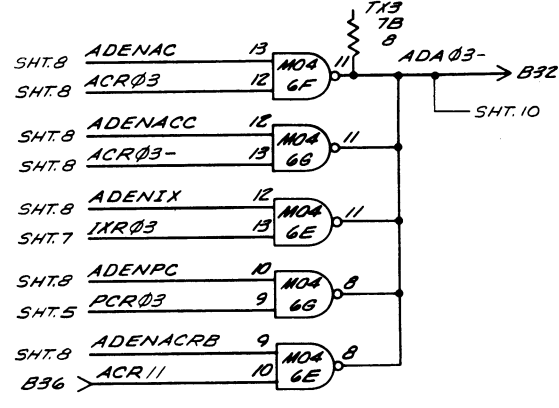 TX3
7B
8
SHT.8 ADENAC 13 MO4 11 ADAØ3- B32
SHT.8 ACRØ3 12 6F
SHT.10
SHT.8 ADENACC 12 MO4 11
SHT.8 ACRØ3- 13 6G
SHT.8 ADENIX 12 MO4 11
SHT.7 IXRØ3 13 6E
SHT.8 ADENPC 10 MO4 8
SHT.5 PCRØ3 9 6G
SHT.8 ADENACRB 9 MO4 8
B36 ACR11 10 6E